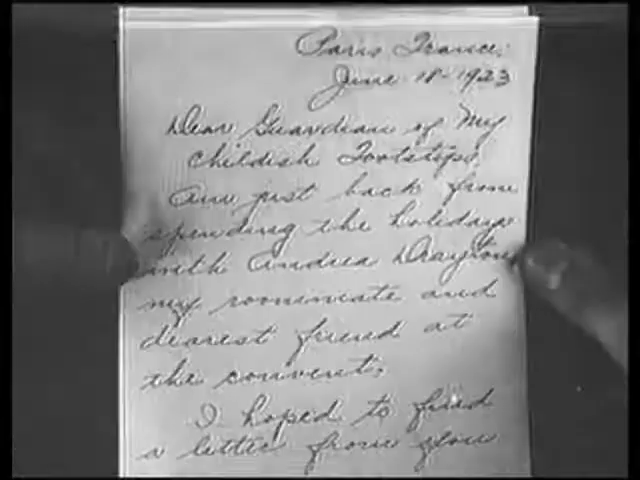 Paris, France,
June 18-1923
Dear Guardian of My
Childish Footsteps,
Am just back from
spending the holidays
with Andrea Drayton,
my roommate and
dearest friend at
the convent.
I hoped to find
a letter from you